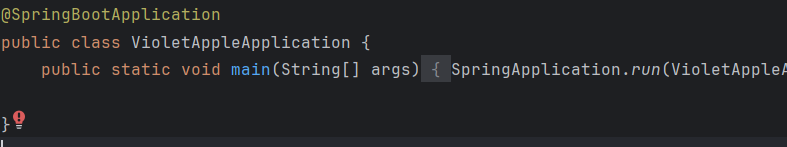 @SpringBootApplication
public class VioletAppleApplication {
    public static void main(String[] args) { SpringApplication.run(VioletAppleA
}